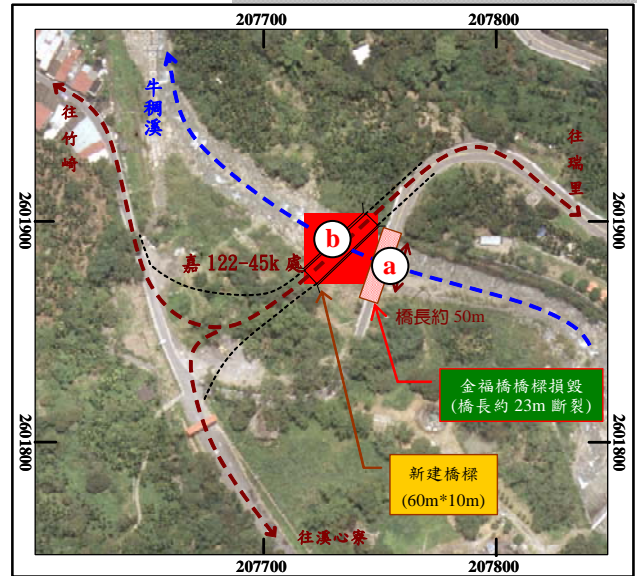 207700
207800
往竹崎
牛稠溪
往瑞里
2601900
2601900
b
嘉 122-45k 處
a
橋長約 50m
金福橋橋樑損毀
(橋長約 23m 斷裂)
2601800
2601800
新建橋樑
(60m*10m)
往溪心寮
207700
207800